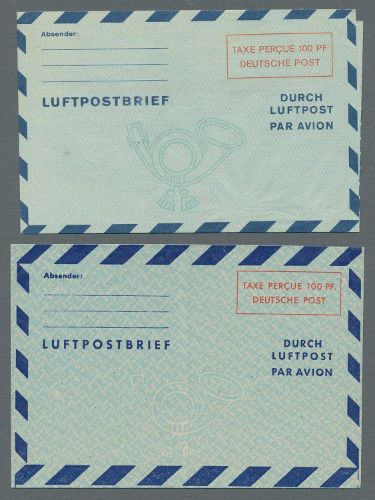 Absender:
TAXE PERÇUE 100 PF
DEUTSCHE POST
LUFTPOSTBRIEF
DURCH
LUFTPOST
PAR AVION
Absender:
TAXE PERÇUE 100 PF.
DEUTSCHE POST
LUFTPOSTBRIEF
DURCH
LUFTPOST
PAR AVION